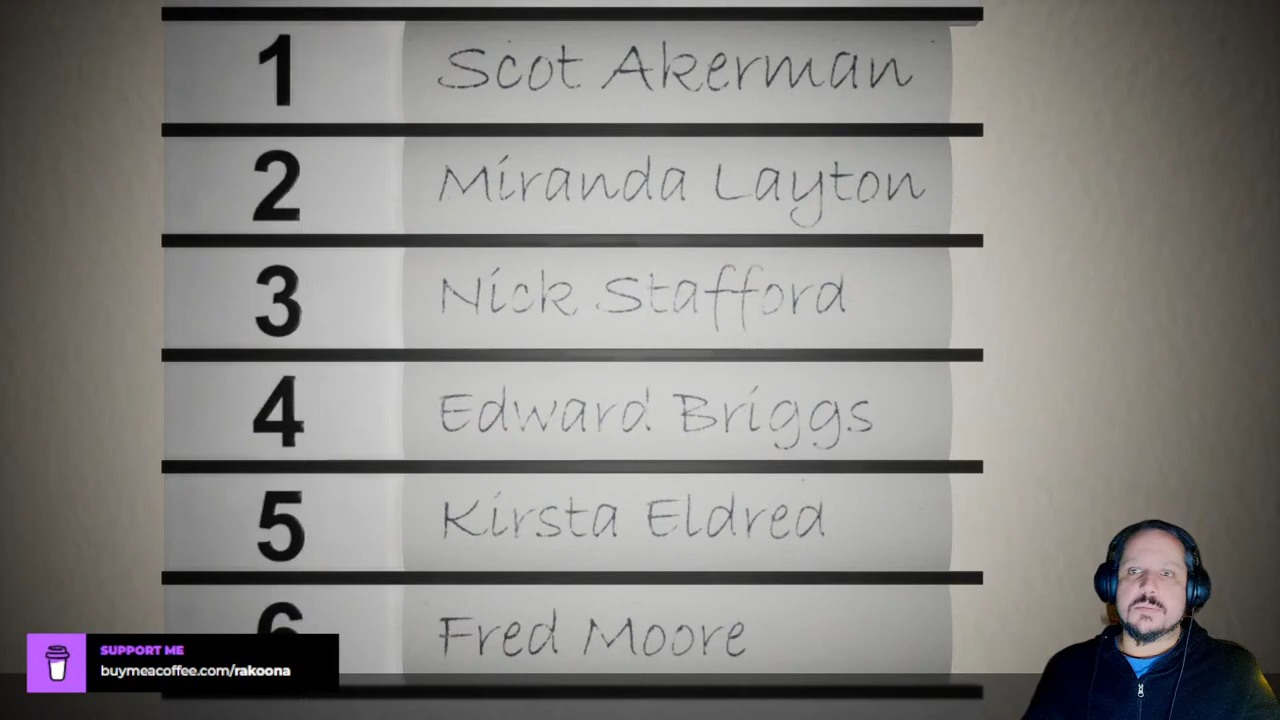 1 Scot Akerman
2 Miranda Layton
3 Nick Stafford
4 Edward Briggs
5 Kirsta Eldred
6 Fred Moore
SUPPORT ME
buymeacoffee.com/rakoona